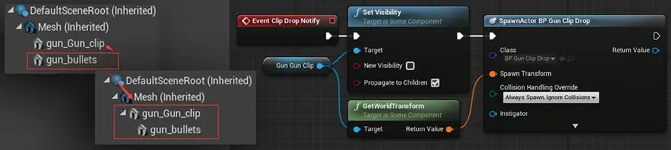 DefaultSceneRoot (Inherited)
Mesh (Inherited)
gun_Gun_clip
gun_bullets
DefaultSceneRoot (Inherited)
Mesh (Inherited)
gun_Gun_clip
gun_bullets
Event Clip Drop Notify
Gun Gun Clip
Set Visibility
Target is Scene Component
Target
New Visibility
Propagate to Children
GetWorldTransform
Target is Scene Component
Target
Return Value
SpawnActor BP Gun Clip Drop
Class
Return Value
BP Gun Clip Drop
Spawn Transform
Collision Handling Override
Always Spawn, Ignore Collisions
Instigator